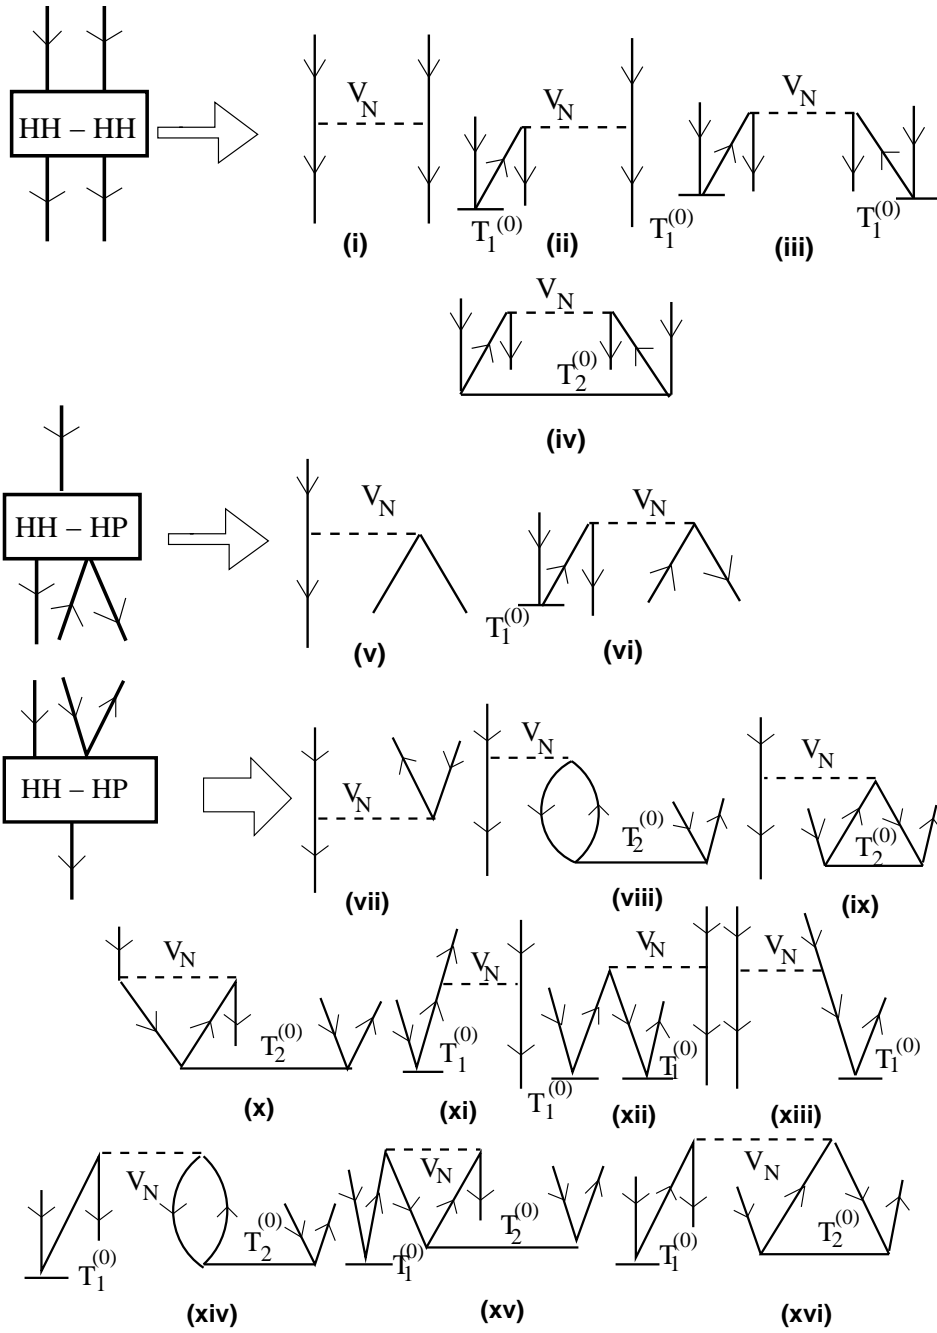 HH – HH
V_N
V_N
V_N
T_1^(0)
T_1^(0)
T_1^(0)
(i)
(ii)
(iii)
V_N
T_2^(0)
(iv)
HH – HP
V_N
V_N
T_1^(0)
(v)
(vi)
HH – HP
V_N
V_N
V_N
T_2^(0)
T_2^(0)
(vii)
(viii)
(ix)
V_N
V_N
V_N
V_N
T_2^(0)
T_1^(0)
T_1^(0)
T_1^(0)
T_1^(0)
(x)
(xi)
(xii)
(xiii)
V_N
V_N
V_N
T_1^(0)
T_2^(0)
T_1^(0)
T_2^(0)
T_1^(0)
T_2^(0)
(xiv)
(xv)
(xvi)